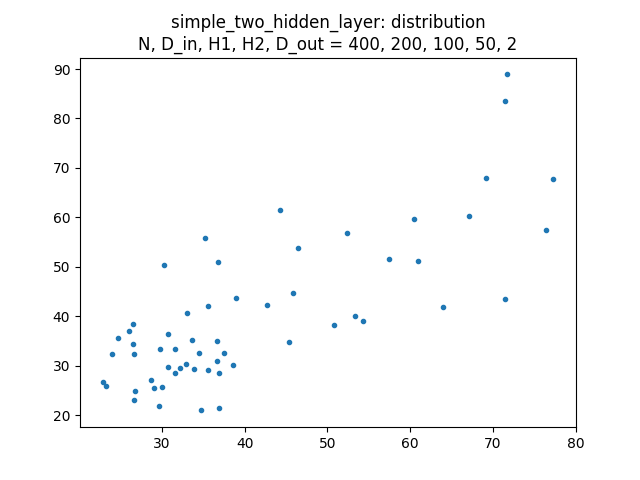 simple_two_hidden_layer: distribution
N, D_in, H1, H2, D_out = 400, 200, 100, 50, 2
90
80
70
60
50
40
30
20
30 40 50 60 70 80